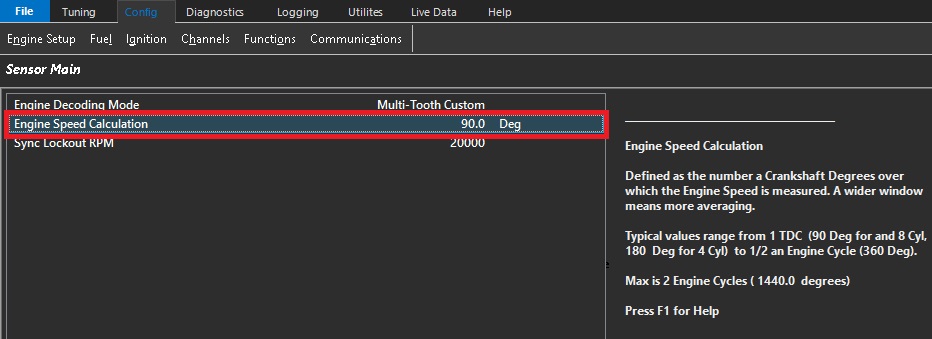 File Tuning Config Diagnostics Logging Utilites Live Data Help
Engine Setup Fuel Ignition Channels Functions Communications
Sensor Main
Engine Decoding Mode Multi-Tooth Custom
Engine Speed Calculation 90.0 Deg
Sync Lockout RPM 20000
Engine Speed Calculation
Defined as the number a Crankshaft Degrees over
which the Engine Speed is measured. A wider window
means more averaging.
Typical values range from 1 TDC (90 Deg for and 8 Cyl,
180 Deg for 4 Cyl) to 1/2 an Engine Cycle (360 Deg).
Max is 2 Engine Cycles ( 1440.0 degrees)
Press F1 for Help